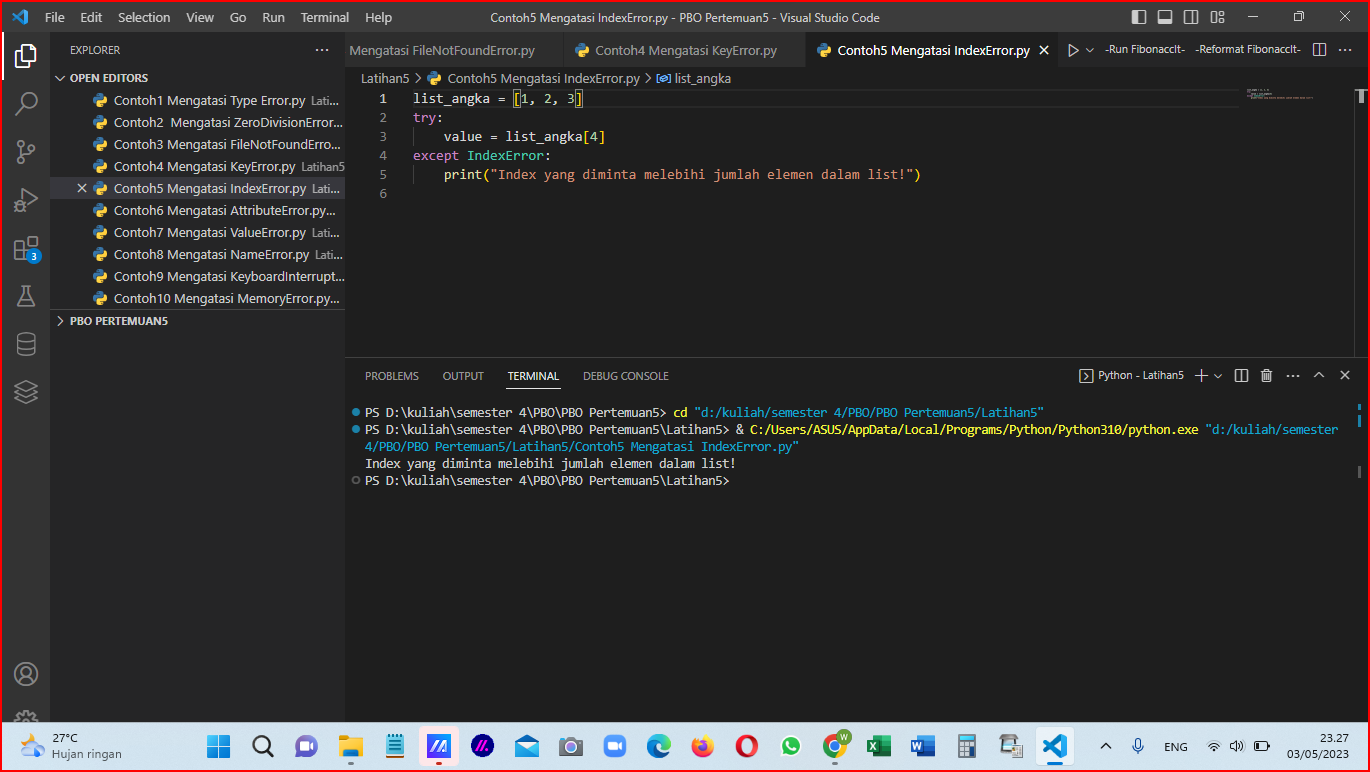 File Edit Selection View Go Run Terminal Help
Contoh5 Mengatasi IndexError.py - PBO Pertemuan5 - Visual Studio Code
EXPLORER
Mengatasi FileNotFoundError.py
Contoh4 Mengatasi KeyError.py
Contoh5 Mengatasi IndexError.py
-Run FibonaccIt- -Reformat FibonaccIt-
OPEN EDITORS
Contoh1 Mengatasi Type Error.py Lati...
Contoh2  Mengatasi ZeroDivisionError...
Contoh3 Mengatasi FileNotFoundErro...
Contoh4 Mengatasi KeyError.py Latihan5
Contoh5 Mengatasi IndexError.py Lati...
Contoh6 Mengatasi AttributeError.py...
Contoh7 Mengatasi ValueError.py Lati...
Contoh8 Mengatasi NameError.py Lati...
Contoh9 Mengatasi KeyboardInterrupt...
Contoh10 Mengatasi MemoryError.py...
PBO PERTEMUAN5
3
Latihan5 > Contoh5 Mengatasi IndexError.py > list_angka
1 list_angka = [1, 2, 3]
2 try:
3     value = list_angka[4]
4 except IndexError:
5     print("Index yang diminta melebihi jumlah elemen dalam list!")
6
PROBLEMS OUTPUT TERMINAL DEBUG CONSOLE
Python - Latihan5
PS D:\kuliah\semester 4\PBO\PBO Pertemuan5> cd "d:/kuliah/semester 4/PBO/PBO Pertemuan5/Latihan5"
PS D:\kuliah\semester 4\PBO\PBO Pertemuan5\Latihan5> & C:/Users/ASUS/AppData/Local/Programs/Python/Python310/python.exe "d:/kuliah/semester
4/PBO/PBO Pertemuan5/Latihan5/Contoh5 Mengatasi IndexError.py"
Index yang diminta melebihi jumlah elemen dalam list!
PS D:\kuliah\semester 4\PBO\PBO Pertemuan5\Latihan5>
27°C
Hujan ringan
W
ENG
23.27
03/05/2023